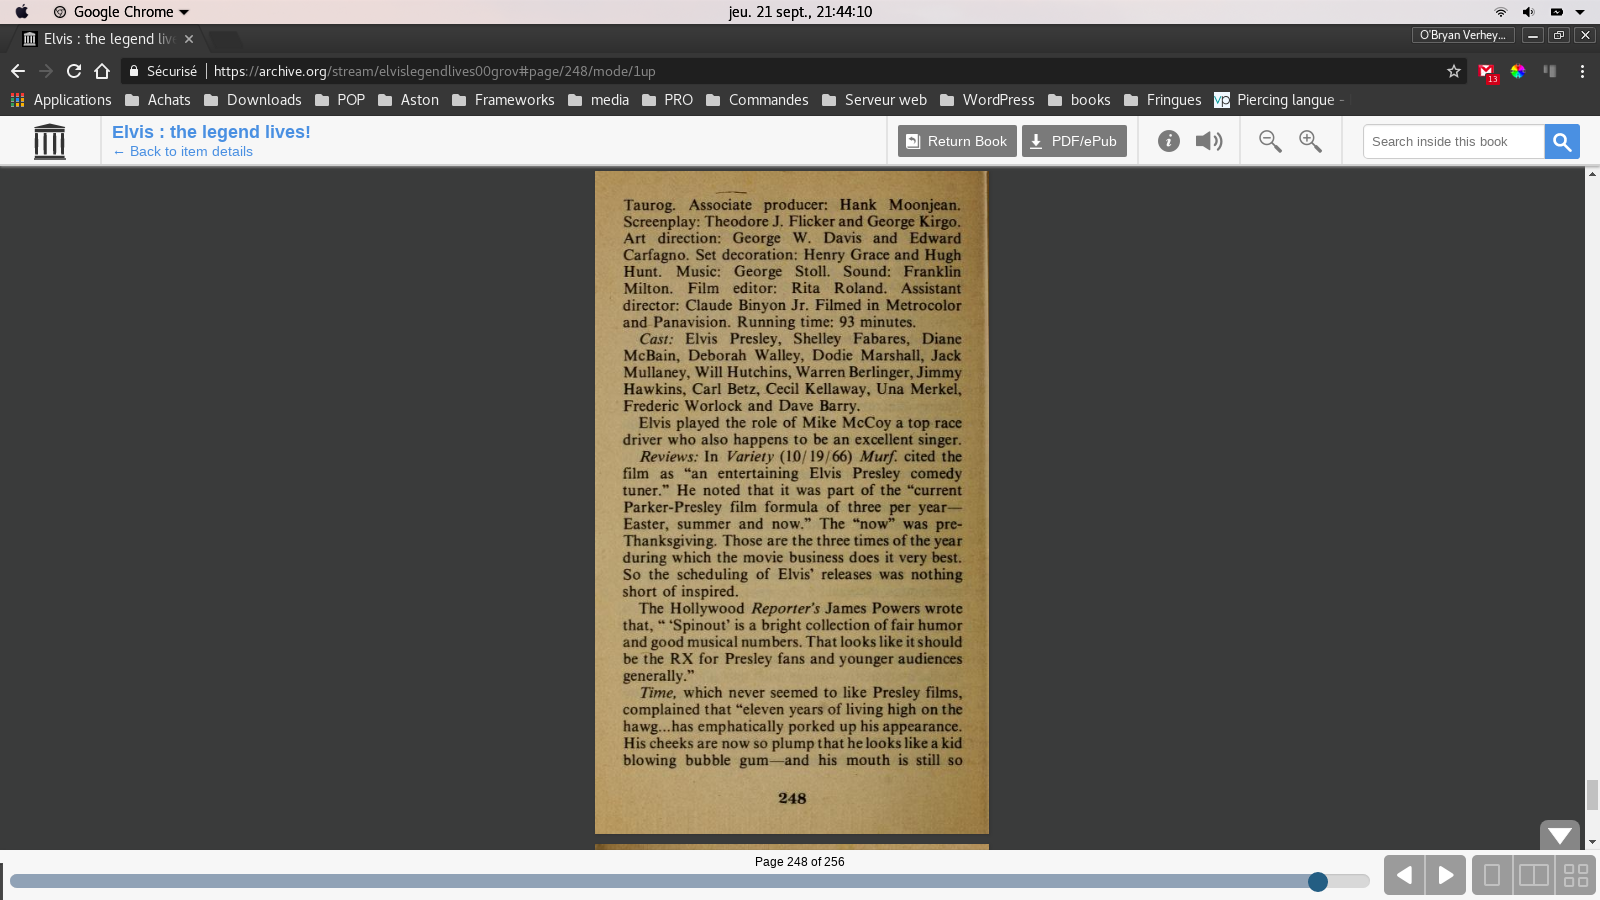 Google Chrome
jeu. 21 sept., 21:44:10
Elvis : the legend liv
O'Bryan Verhey...
Sécurisé
https://archive.org/stream/elvislegendlives00grov#page/248/mode/1up
13
Applications
Achats
Downloads
POP
Aston
Frameworks
media
PRO
Commandes
Serveur web
WordPress
books
Fringues
vp
Piercing langue -
Elvis : the legend lives!
← Back to item details
Return Book
PDF/ePub
Search inside this book
Taurog. Associate producer: Hank Moonjean.
Screenplay: Theodore J. Flicker and George Kirgo.
Art direction: George W. Davis and Edward
Carfagno. Set decoration: Henry Grace and Hugh
Hunt. Music: George Stoll. Sound: Franklin
Milton. Film editor: Rita Roland. Assistant
director: Claude Binyon Jr. Filmed in Metrocolor
and Panavision. Running time: 93 minutes.
Cast: Elvis Presley, Shelley Fabares, Diane
McBain, Deborah Walley, Dodie Marshall, Jack
Mullaney, Will Hutchins, Warren Berlinger, Jimmy
Hawkins, Carl Betz, Cecil Kellaway, Una Merkel,
Frederic Worlock and Dave Barry.
Elvis played the role of Mike McCoy a top race
driver who also happens to be an excellent singer.
Reviews: In Variety (10/19/66) Murf. cited the
film as “an entertaining Elvis Presley comedy
tuner.” He noted that it was part of the “current
Parker-Presley film formula of three per year—
Easter, summer and now.” The “now” was pre-
Thanksgiving. Those are the three times of the year
during which the movie business does it very best.
So the scheduling of Elvis’ releases was nothing
short of inspired.
The Hollywood Reporter’s James Powers wrote
that, “ ‘Spinout’ is a bright collection of fair humor
and good musical numbers. That looks like it should
be the RX for Presley fans and younger audiences
generally.”
Time, which never seemed to like Presley films,
complained that “eleven years of living high on the
hawg...has emphatically porked up his appearance.
His cheeks are now so plump that he looks like a kid
blowing bubble gum—and his mouth is still so
248
Page 248 of 256